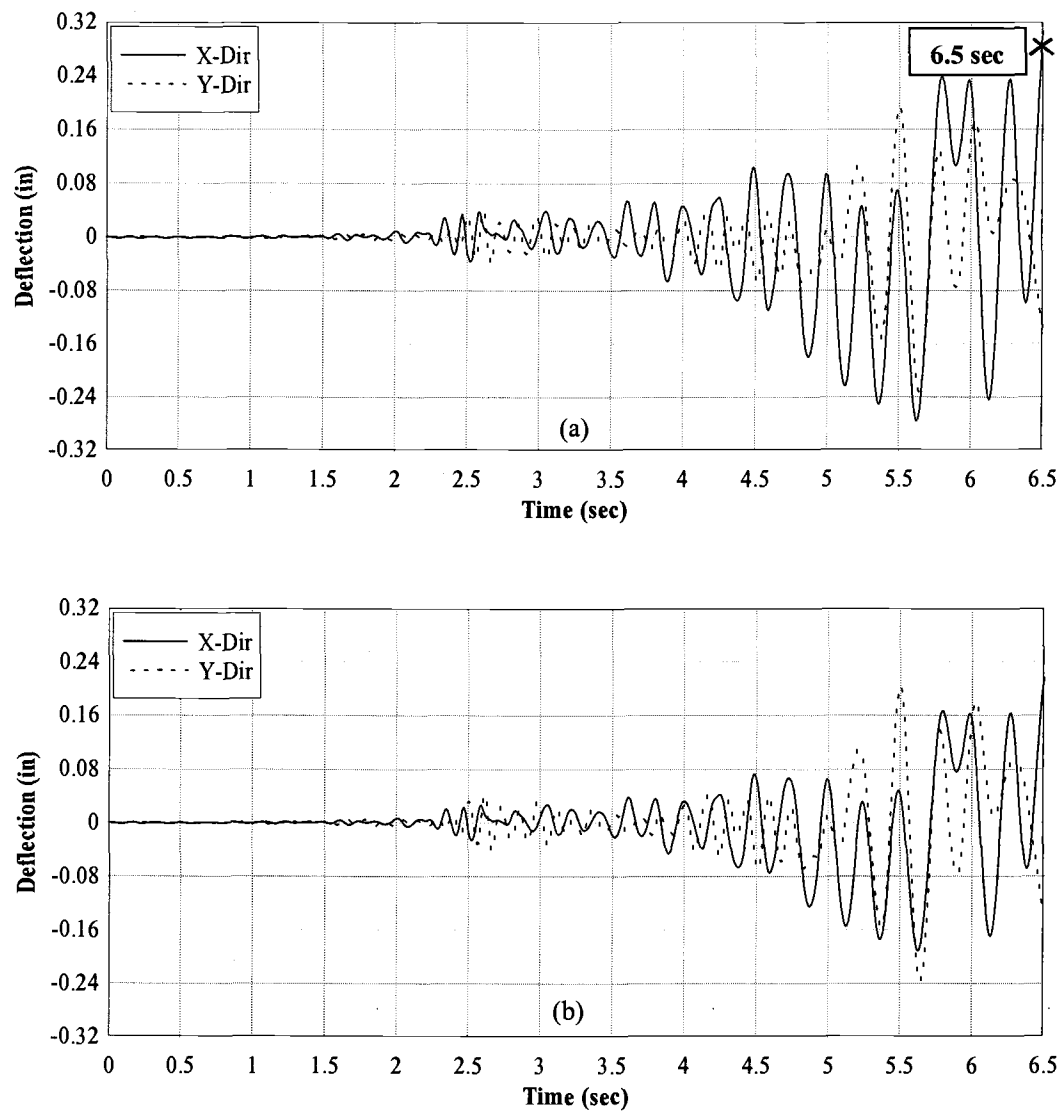 0.32
X-Dir
Y-Dir
6.5 sec
0.24
0.16
0.08
0
-0.08
-0.16
-0.24
-0.32
Deflection (in)
(a)
0 0.5 1 1.5 2 2.5 3 3.5 4 4.5 5 5.5 6 6.5
Time (sec)
0.32
X-Dir
Y-Dir
0.24
0.16
0.08
0
-0.08
-0.16
-0.24
-0.32
Deflection (in)
(b)
0 0.5 1 1.5 2 2.5 3 3.5 4 4.5 5 5.5 6 6.5
Time (sec)